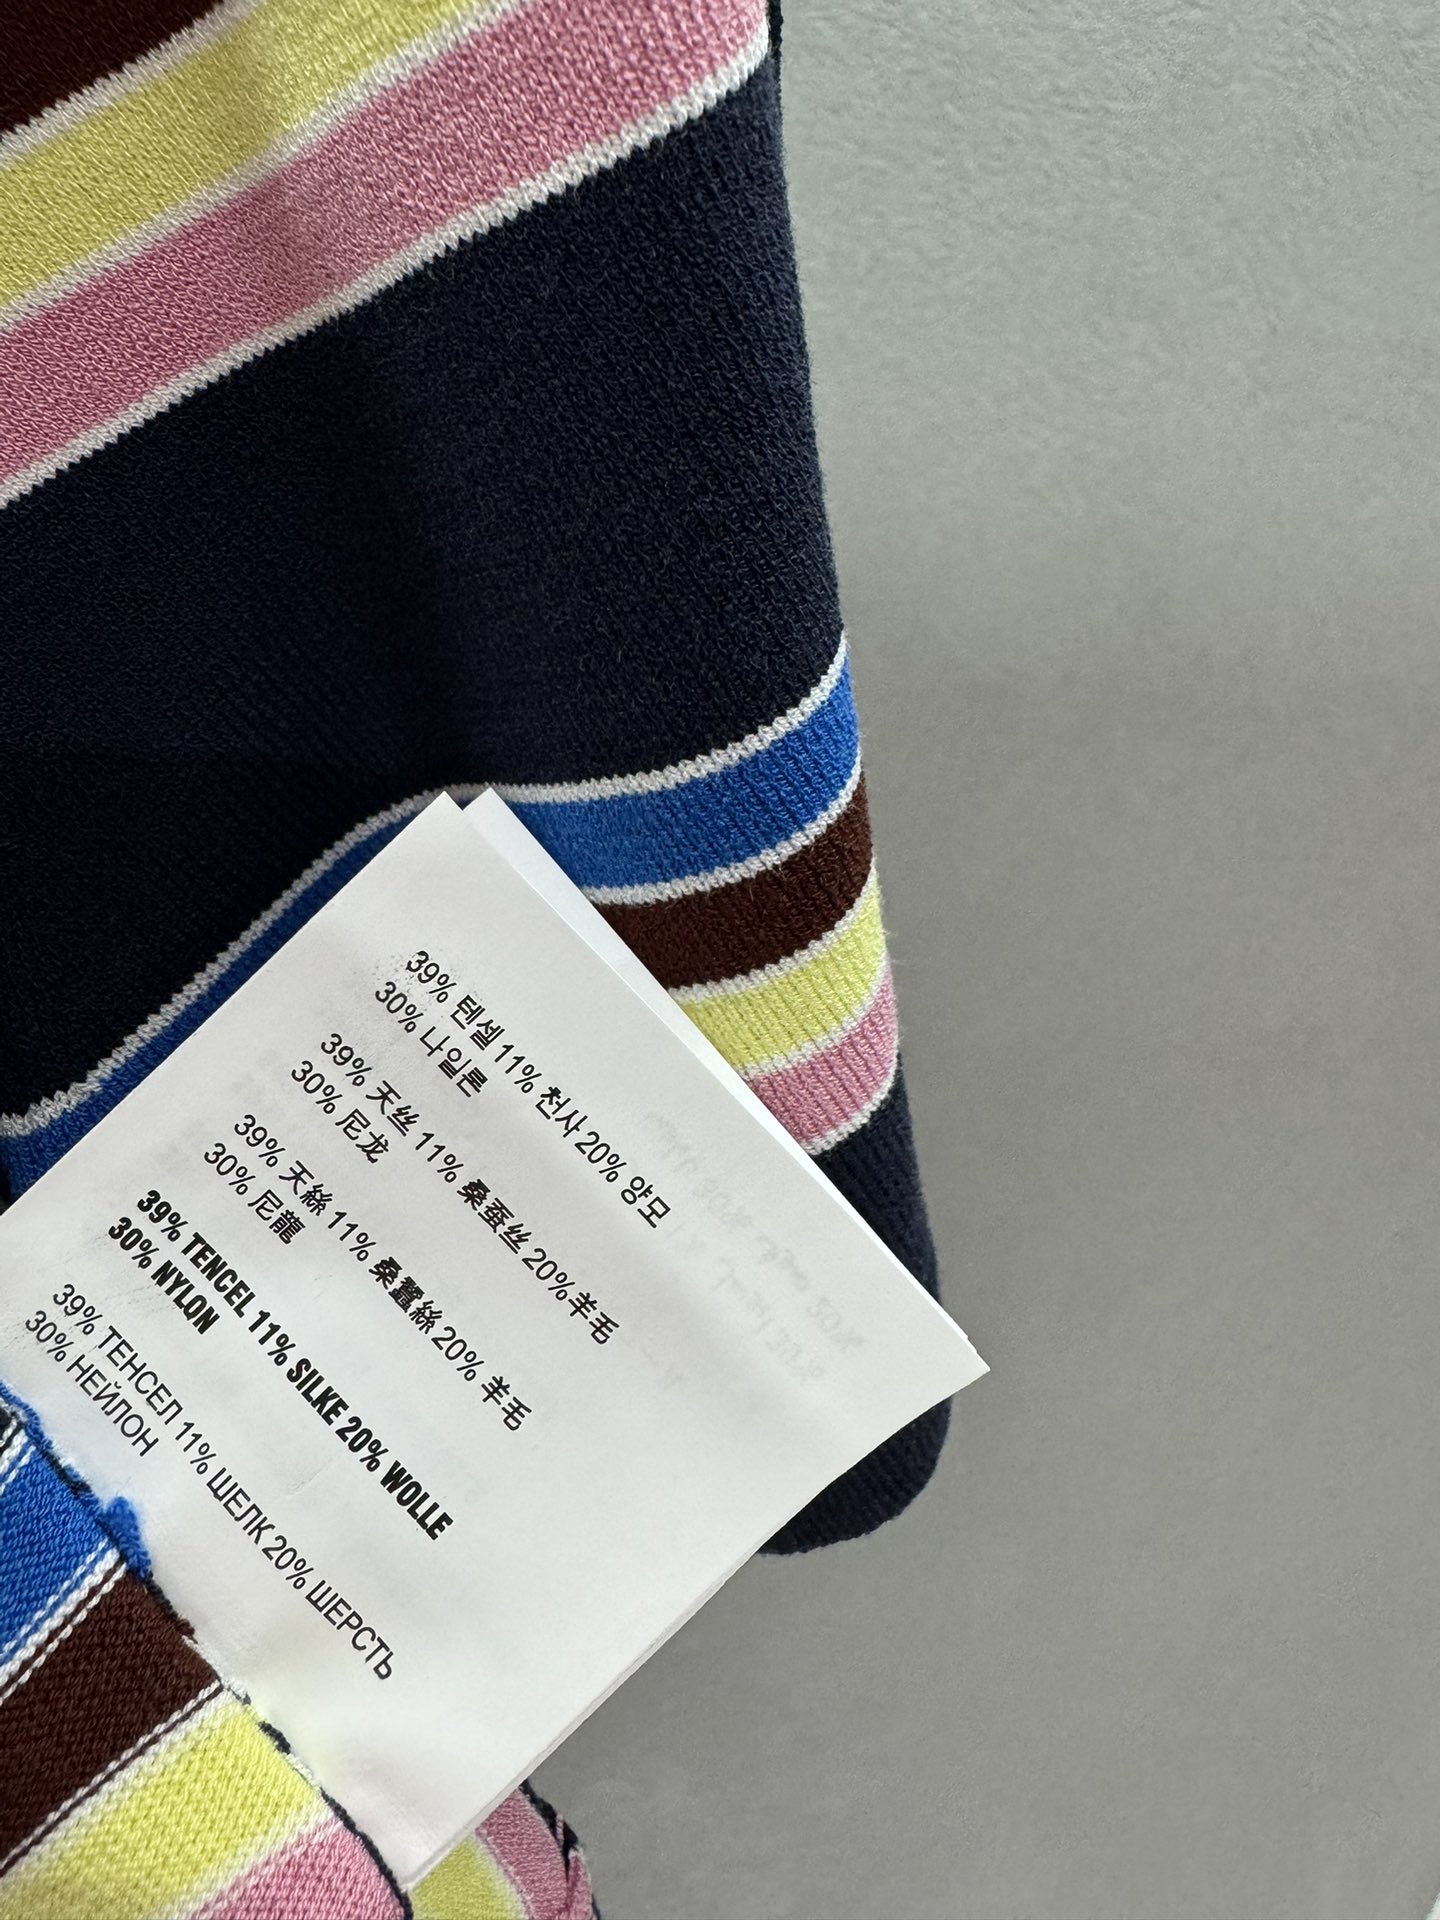 39% 텐셀 11% 천사 20% 양모
30% 나일론
39% 天丝 11% 桑蚕丝 20%羊毛
30% 尼龙
39% 天絲 11% 桑蠶絲 20% 羊毛
30% 尼龍
39% TENCEL 11% SILKE 20% WOLLE
30% NYLON
39% ТЕНСЕЛ 11% ШЕЛК 20% ШЕРСТЬ
30% НЕЙЛОН